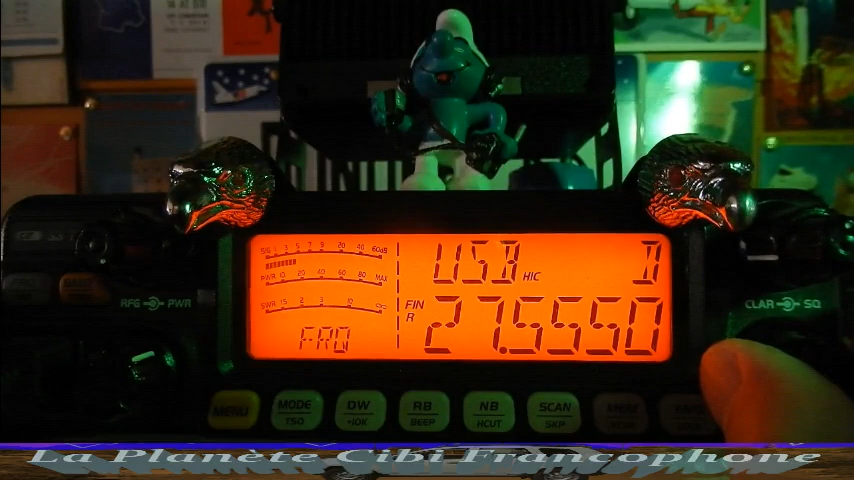 SIG 1 3 5 7 9 20 40 60dB
PWR 10 20 40 60 80 MAX
SWR 1.5 2 3 10 ∞
FRQ
USB HIC D
FIN
R
27.5550
RFG PWR
CLAR SQ
MENU
MODE
TSO
DW
+10K
RB
BEEP
NB
HCUT
SCAN
SKP
La Planète Cibi Francophone